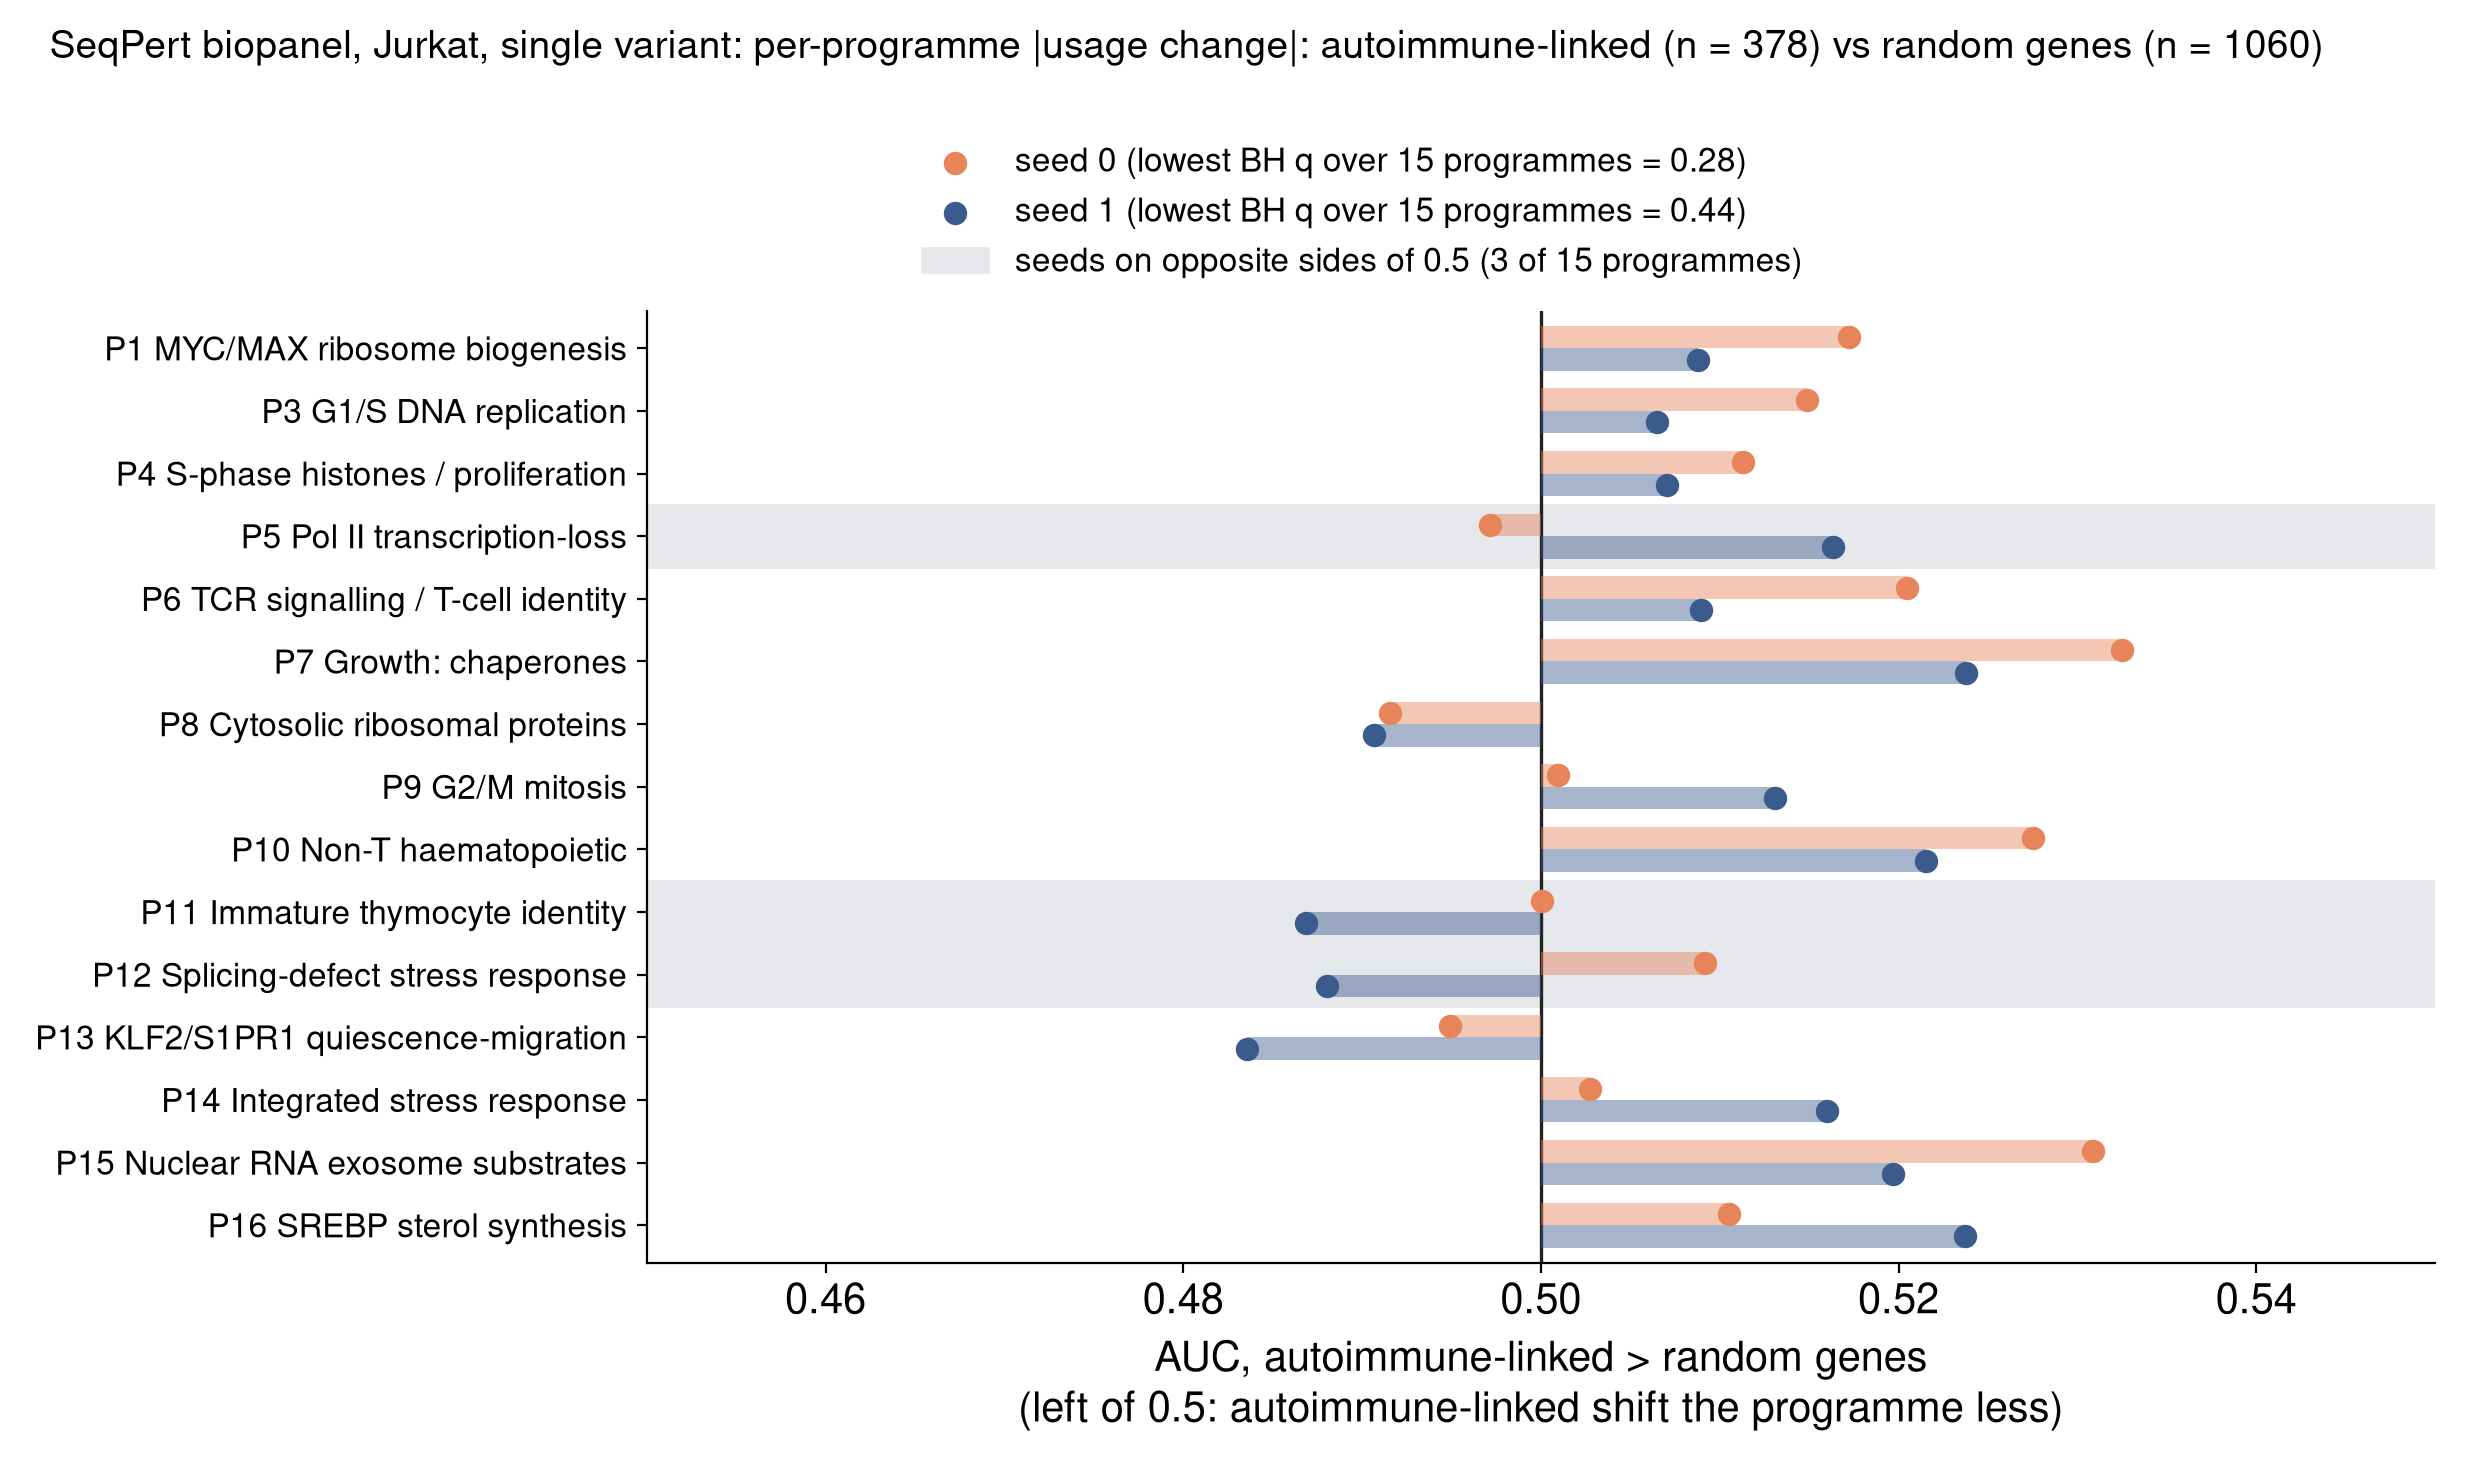 SeqPert biopanel, Jurkat, single variant: per-programme |usage change|: autoimmune-linked (n = 378) vs random genes (n = 1060)
seed 0 (lowest BH q over 15 programmes = 0.28)
seed 1 (lowest BH q over 15 programmes = 0.44)
seeds on opposite sides of 0.5 (3 of 15 programmes)
P1 MYC/MAX ribosome biogenesis
P3 G1/S DNA replication
P4 S-phase histones / proliferation
P5 Pol II transcription-loss
P6 TCR signalling / T-cell identity
P7 Growth: chaperones
P8 Cytosolic ribosomal proteins
P9 G2/M mitosis
P10 Non-T haematopoietic
P11 Immature thymocyte identity
P12 Splicing-defect stress response
P13 KLF2/S1PR1 quiescence-migration
P14 Integrated stress response
P15 Nuclear RNA exosome substrates
P16 SREBP sterol synthesis
0.46 0.48 0.50 0.52 0.54
AUC, autoimmune-linked > random genes
(left of 0.5: autoimmune-linked shift the programme less)